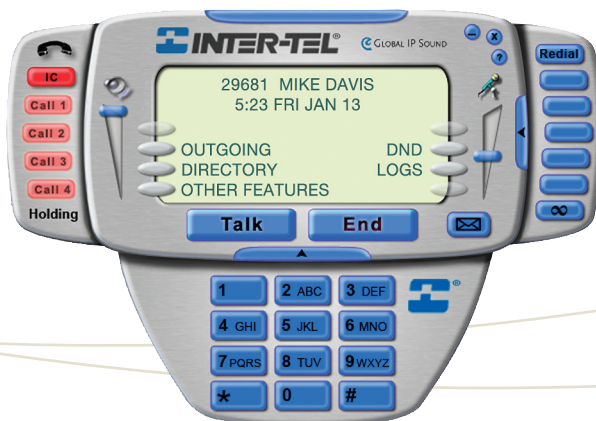 INTER-TEL®
GLOBAL IP SOUND
- x
?
Redial
IC
Call 1
Call 2
Call 3
Call 4
Holding
29681 MIKE DAVIS
5:23 FRI JAN 13
OUTGOING DND
DIRECTORY LOGS
OTHER FEATURES
∞
Talk End
1 2 ABC 3 DEF
4 GHI 5 JKL 6 MNO
7 PQRS 8 TUV 9 WXYZ
* 0 #
®